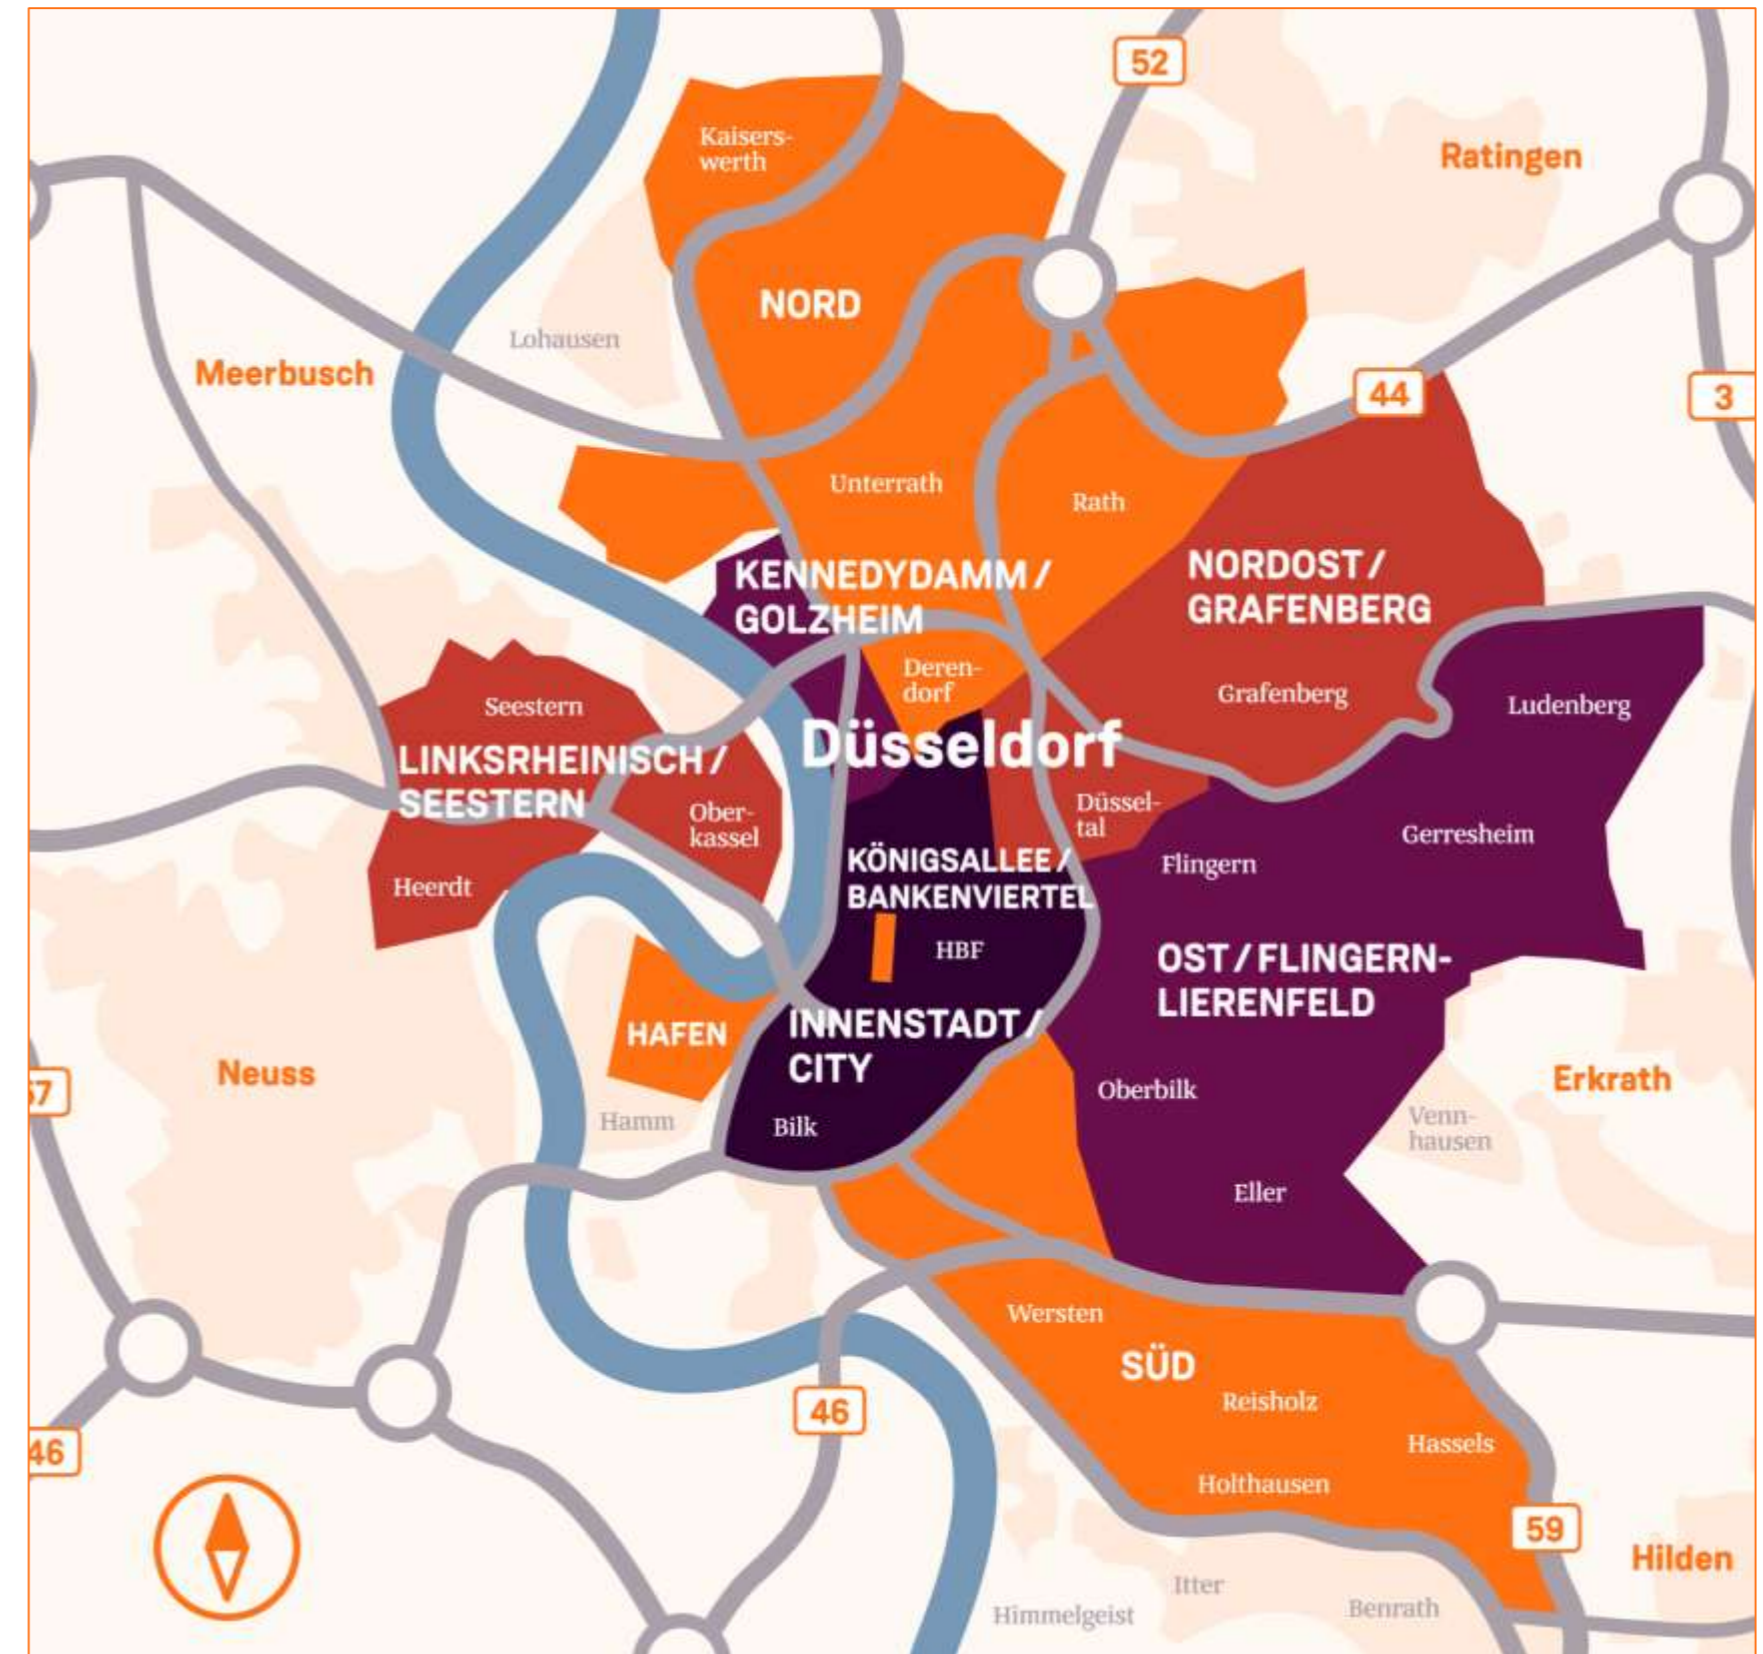 52
Kaisers-
werth
Ratingen
NORD
Lohausen
Meerbusch
44
3
Unterrath
Rath
KENNEDYDAMM /
GOLZHEIM
NORDOST /
GRAFENBERG
Deren-
dorf
Seestern
Grafenberg
Ludenberg
Düsseldorf
LINKSRHEINISCH /
SEESTERN
Ober-
kassel
Düssel-
tal
Gerresheim
KÖNIGSALLEE /
BANKENVIERTEL
Flingern
Heerdt
HBF
OST / FLINGERN-
LIERENFELD
HAFEN
INNENSTADT /
CITY
Neuss
Erkrath
57
Oberbilk
Hamm
Bilk
Venn-
hausen
Eller
Wersten
SÜD
Reisholz
46
Hassels
46
Holthausen
59
Hilden
Itter
Himmelgeist
Benrath